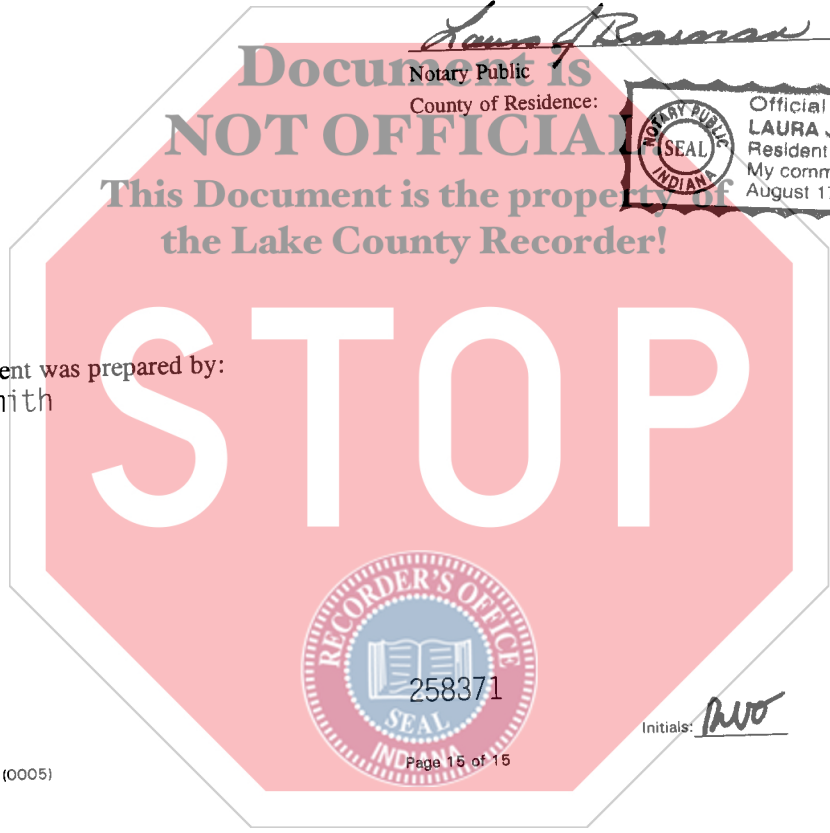 Laura J
Document is
Notary Public
County of Residence:
NOT OFFICIAL
Official
LAURA J
Resident
My comm
August 17
NOTARY PUBLIC
SEAL
INDIANA
This Document is the property of
the Lake County Recorder!
ent was prepared by:
mith
STOP
RECORDER'S OFFICE
258371
SEAL
INDIANA
Initials:
Page 15 of 15
(0005)